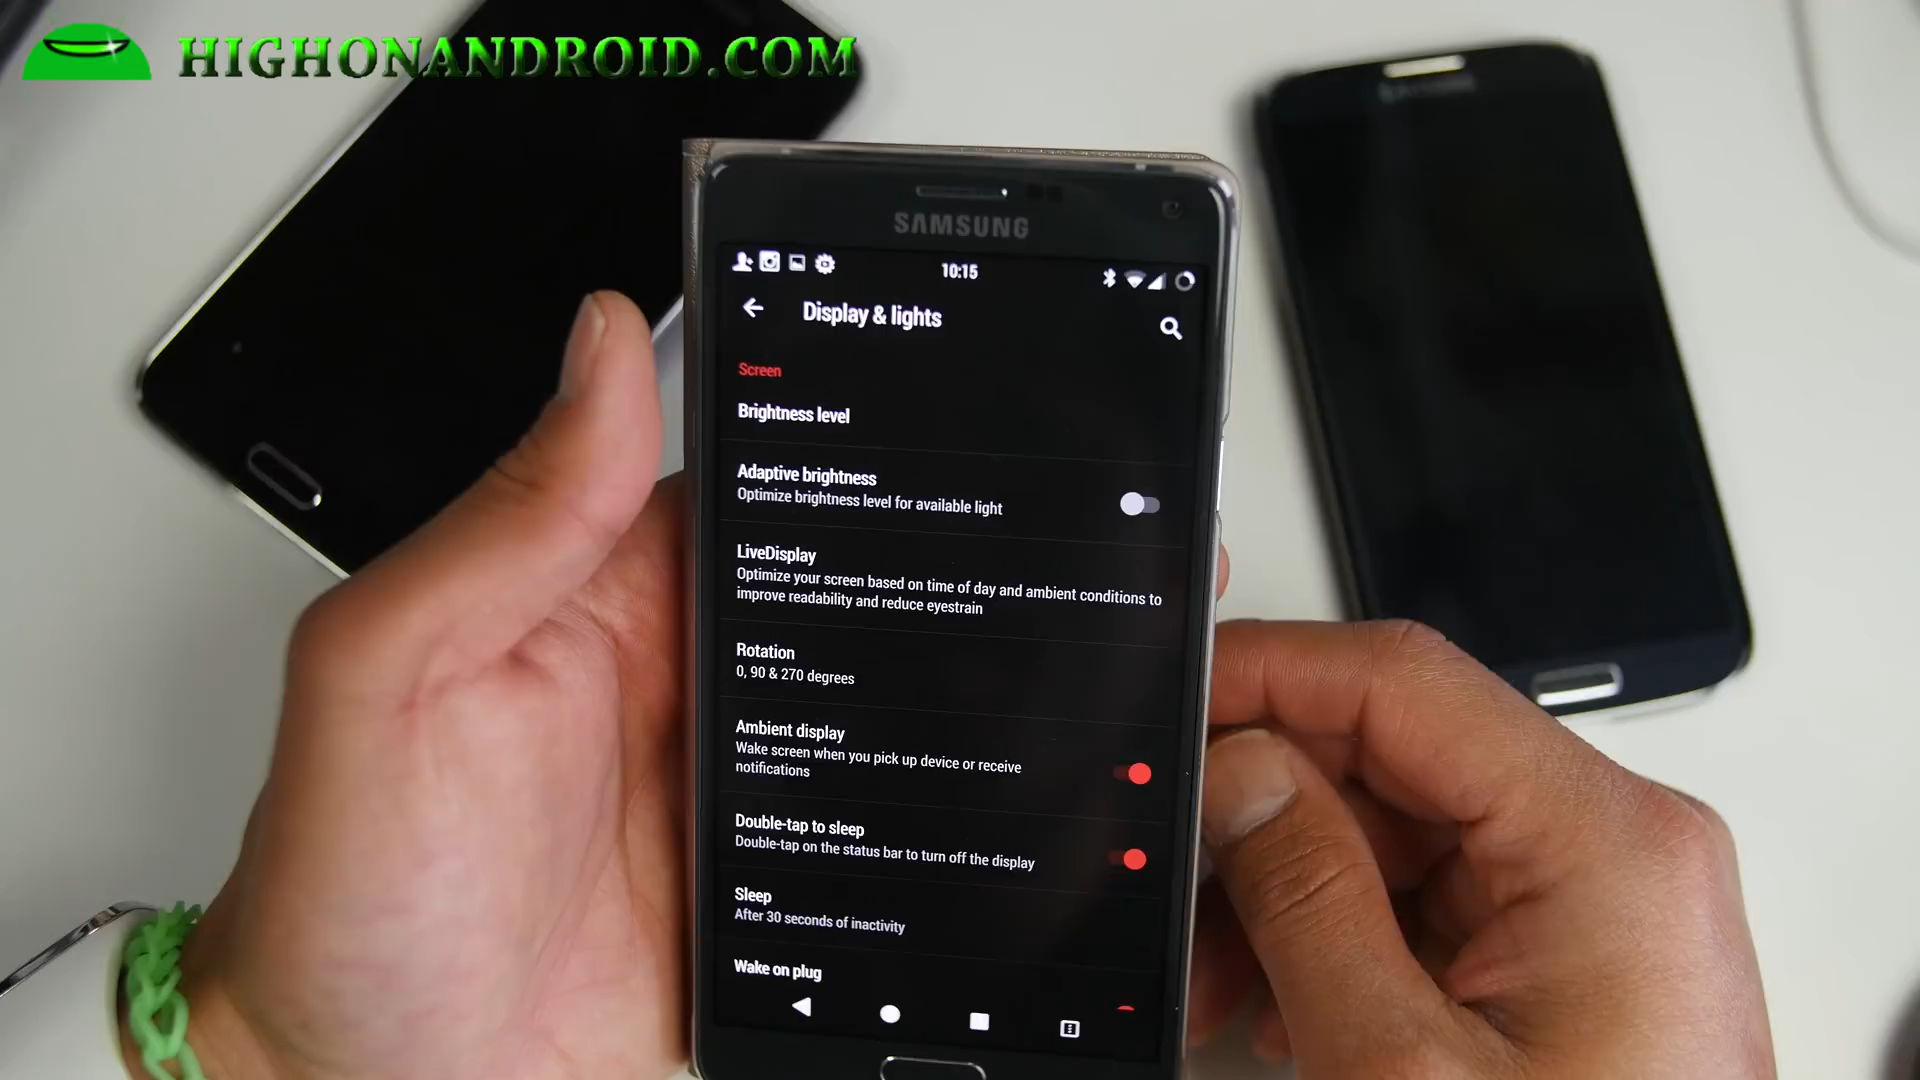 HIGHONANDROID.COM
SAMSUNG
SAMSUNG
10:15
Display & lights
Screen
Brightness level
Adaptive brightness
Optimize brightness level for available light
LiveDisplay
Optimize your screen based on time of day and ambient conditions to
improve readability and reduce eyestrain
Rotation
0, 90 & 270 degrees
Ambient display
Wake screen when you pick up device or receive
notifications
Double-tap to sleep
Double-tap on the status bar to turn off the display
Sleep
After 30 seconds of inactivity
Wake on plug